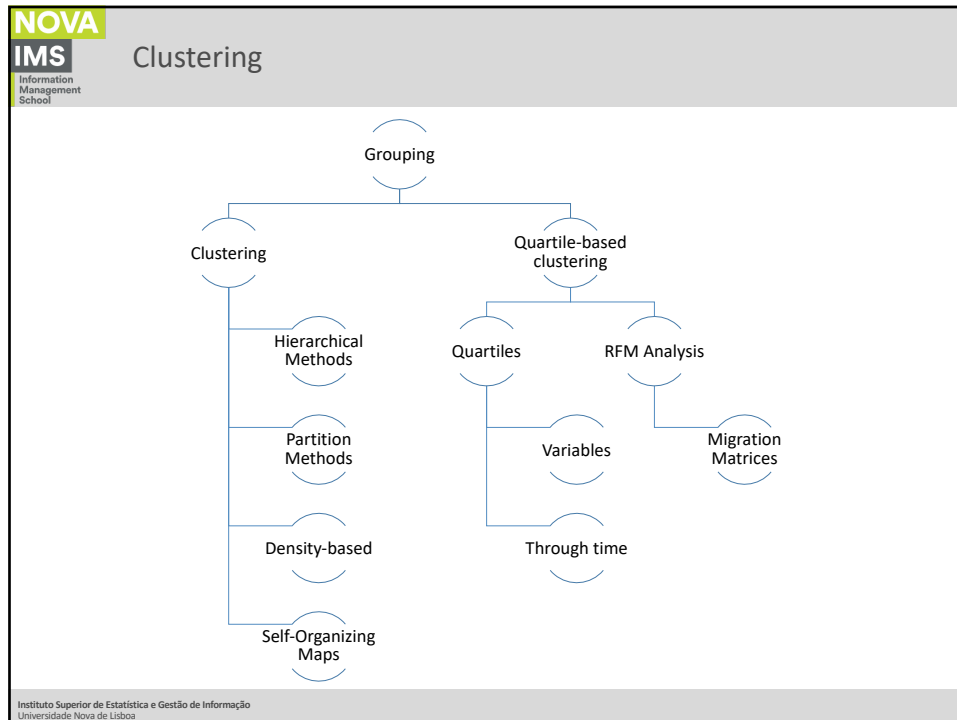 NOVA
IMS
Information
Management
School
Clustering
Grouping
Clustering
Quartile-based
clustering
Hierarchical
Methods
Quartiles
RFM Analysis
Partition
Methods
Variables
Migration
Matrices
Density-based
Through time
Self-Organizing
Maps
Instituto Superior de Estatística e Gestão de Informação
Universidade Nova de Lisboa